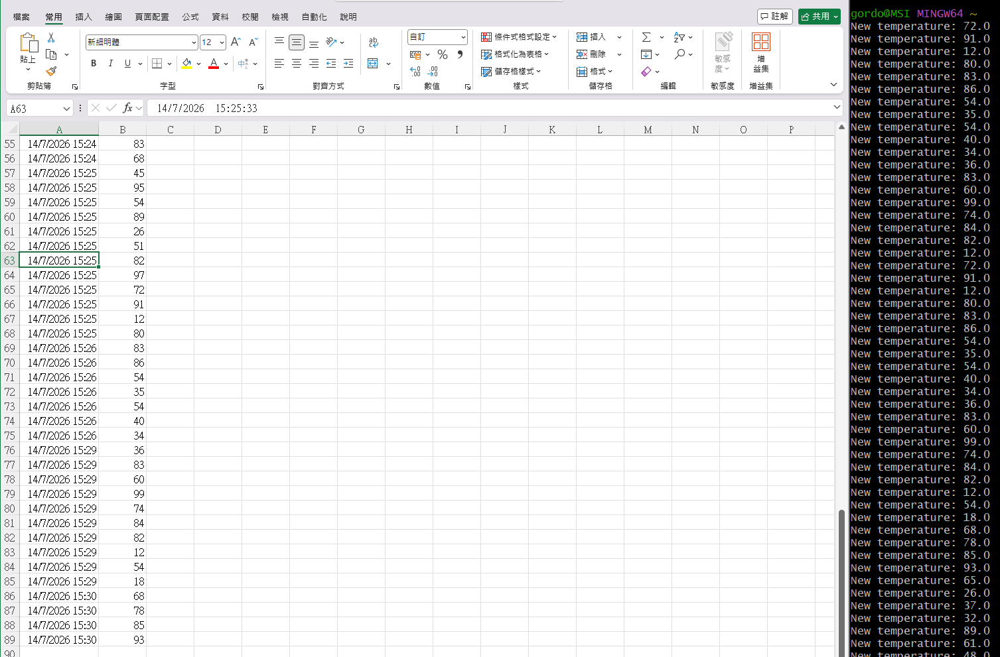 檔案 常用 插入 繪圖 頁面配置 公式 資料 校閱 檢視 自動化 說明 註解 共用
貼上
新細明體 12 A A
B I U A
ab
自訂
% 9
條件式格式設定
格式化為表格
儲存格樣式
插入
刪除
格式
敏感度
增益集
剪貼簿 字型 對齊方式 數值 樣式 儲存格 編輯 敏感度 增益集
A63 fx 14/7/2026 15:25:33
A B C D E F G H I J K L M N O P
55 14/7/2026 15:24 83
56 14/7/2026 15:24 68
57 14/7/2026 15:25 45
58 14/7/2026 15:25 95
59 14/7/2026 15:25 54
60 14/7/2026 15:25 89
61 14/7/2026 15:25 26
62 14/7/2026 15:25 51
63 14/7/2026 15:25 82
64 14/7/2026 15:25 97
65 14/7/2026 15:25 72
66 14/7/2026 15:25 91
67 14/7/2026 15:25 12
68 14/7/2026 15:25 80
69 14/7/2026 15:26 83
70 14/7/2026 15:26 86
71 14/7/2026 15:26 54
72 14/7/2026 15:26 35
73 14/7/2026 15:26 54
74 14/7/2026 15:26 40
75 14/7/2026 15:26 34
76 14/7/2026 15:29 36
77 14/7/2026 15:29 83
78 14/7/2026 15:29 60
79 14/7/2026 15:29 99
80 14/7/2026 15:29 74
81 14/7/2026 15:29 84
82 14/7/2026 15:29 82
83 14/7/2026 15:29 12
84 14/7/2026 15:29 54
85 14/7/2026 15:29 18
86 14/7/2026 15:30 68
87 14/7/2026 15:30 78
88 14/7/2026 15:30 85
89 14/7/2026 15:30 93
90
gordo@MSI MINGW64 ~
New temperature: 72.0
New temperature: 91.0
New temperature: 12.0
New temperature: 80.0
New temperature: 83.0
New temperature: 86.0
New temperature: 54.0
New temperature: 35.0
New temperature: 54.0
New temperature: 40.0
New temperature: 34.0
New temperature: 36.0
New temperature: 83.0
New temperature: 60.0
New temperature: 99.0
New temperature: 74.0
New temperature: 84.0
New temperature: 82.0
New temperature: 12.0
New temperature: 72.0
New temperature: 91.0
New temperature: 12.0
New temperature: 80.0
New temperature: 83.0
New temperature: 86.0
New temperature: 54.0
New temperature: 35.0
New temperature: 54.0
New temperature: 40.0
New temperature: 34.0
New temperature: 36.0
New temperature: 83.0
New temperature: 60.0
New temperature: 99.0
New temperature: 74.0
New temperature: 84.0
New temperature: 82.0
New temperature: 12.0
New temperature: 54.0
New temperature: 18.0
New temperature: 68.0
New temperature: 78.0
New temperature: 85.0
New temperature: 93.0
New temperature: 65.0
New temperature: 26.0
New temperature: 37.0
New temperature: 32.0
New temperature: 89.0
New temperature: 61.0
New temperature: 48.0